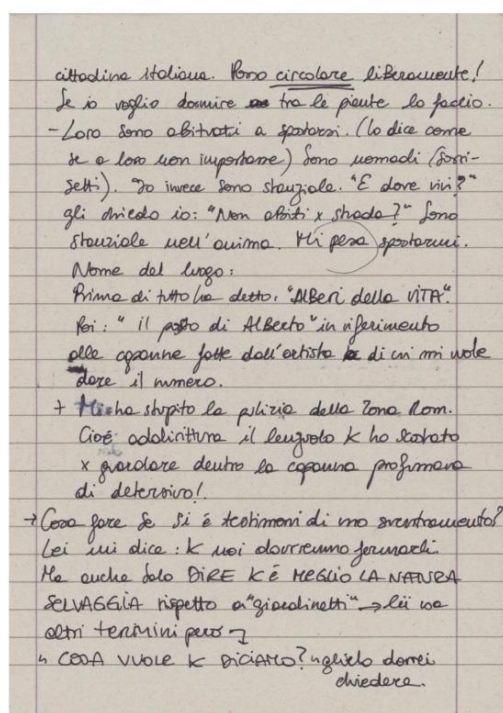 cittadina italiana. Posso circolare liberamente!
Se io voglio dormire tra le piante lo faccio.
- Loro sono abituati a spostarsi. (lo dice come
se a loro non importasse) Sono nomadi (sorri-
setti). Io invece sono stanziale. "E dove vivi?"
gli chiedo io: "Non abiti x strada?" Sono
stanziale nell'anima. Mi pesa spostarmi.
Nome del luogo:
Prima di tutto ha detto: "ALBERI della VITA".
Poi: "il posto di ALBERTO" in riferimento
alle capanne fatte dall'artista di cui mi vuole
dare il numero.
+ Mi ha stupito la pulizia della zona Rom.
Cioè addirittura il lenzuolo k ho scostato
x guardare dentro la capanna profumava
di detersivo!
→ Cosa fare se si è testimoni di uno sventramento?
Lei mi dice: k noi dovremmo fermarli.
Ma anche solo DIRE K È MEGLIO LA NATURA
SELVAGGIA rispetto a "giardinetti" → lei usa
altri termini però
↳ COSA VUOLE K DICIAMO? glielo dovrei
chiedere.